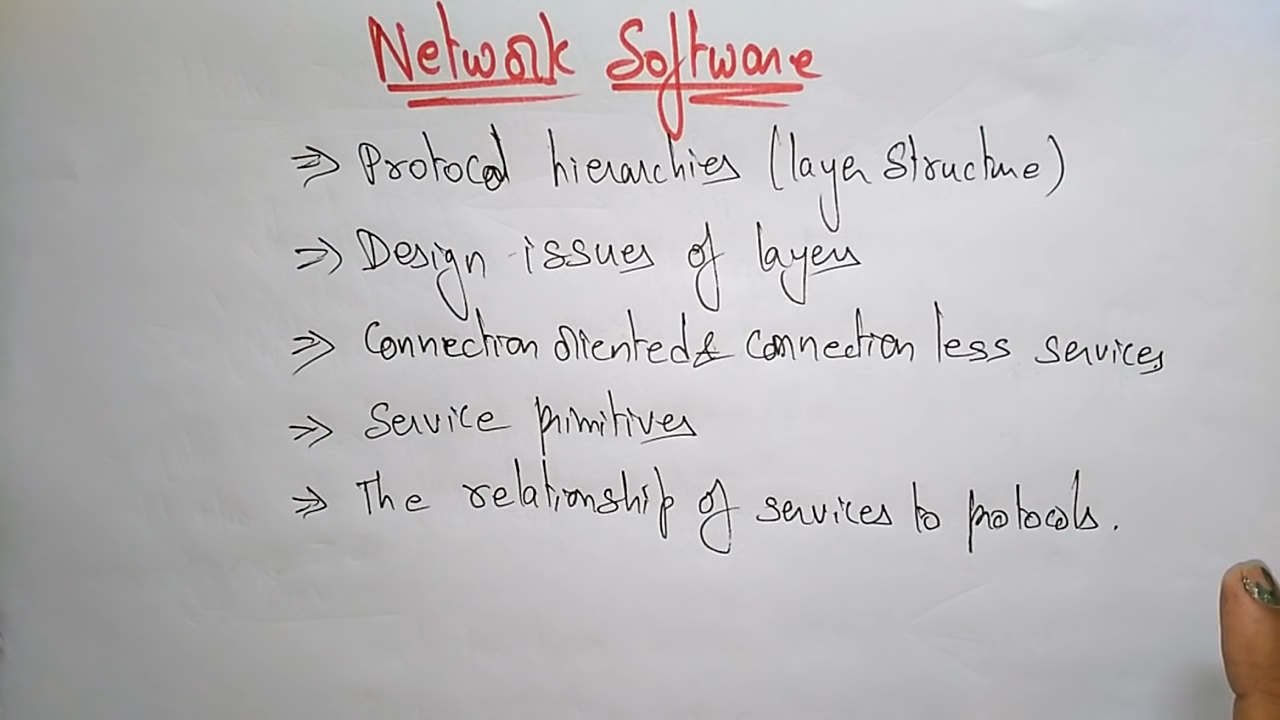 Network Software
⇒ Protocol hierarchies (layer structure)
⇒ Design issues of layers
⇒ Connection oriented & connection less services
⇒ Service primitives
⇒ The relationship of services to protocols.